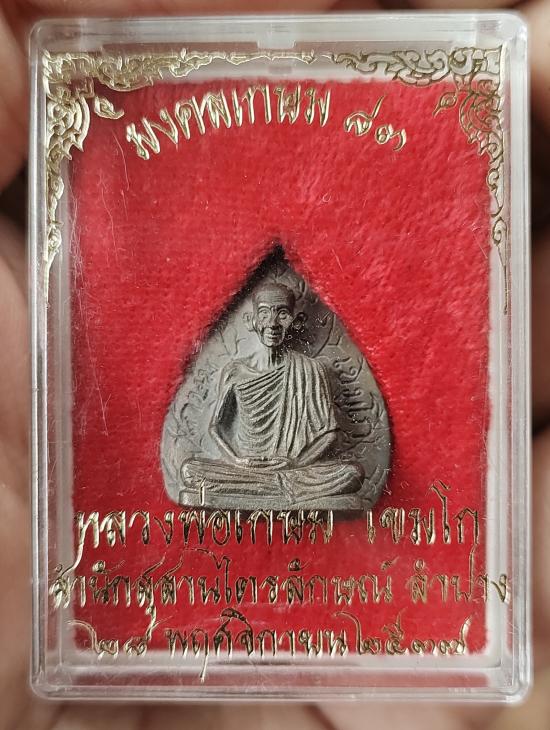 มงคลเกษม ๘๓
หลวงพ่อเกษม เขมโก
สำนักสุสานไตรลักษณ์ ลำปาง
๒๘ พฤศจิกายน ๒๕๓๗